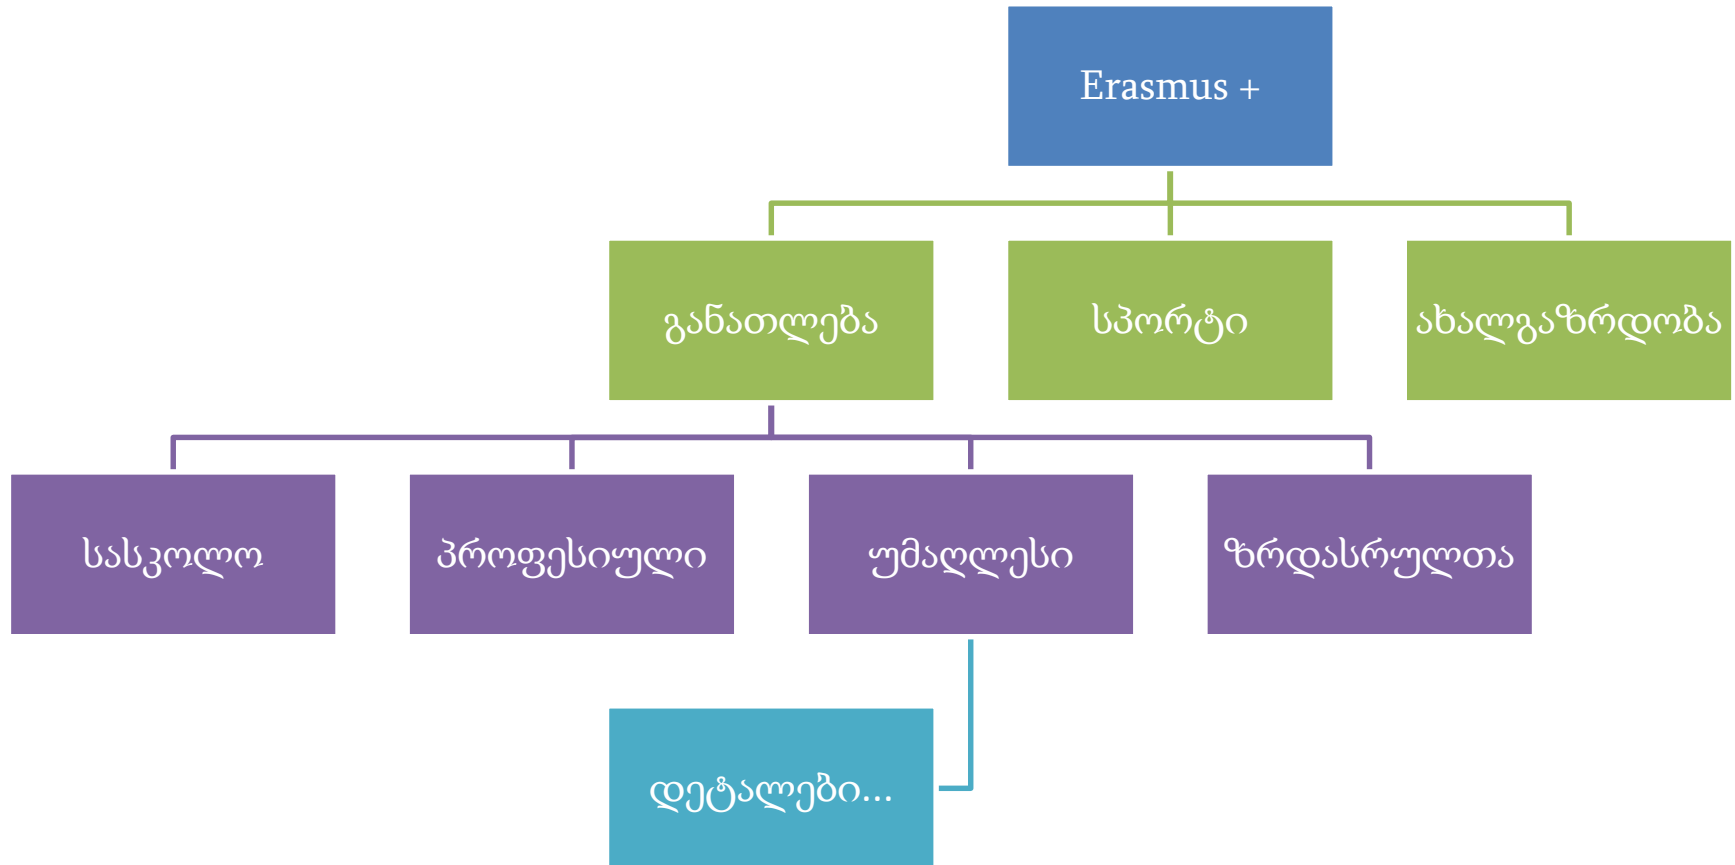 Erasmus +
განათლება
სპორტი
ახალგაზრდობა
სასკოლო
პროფესიული
უმაღლესი
ზრდასრულთა
დეტალები...